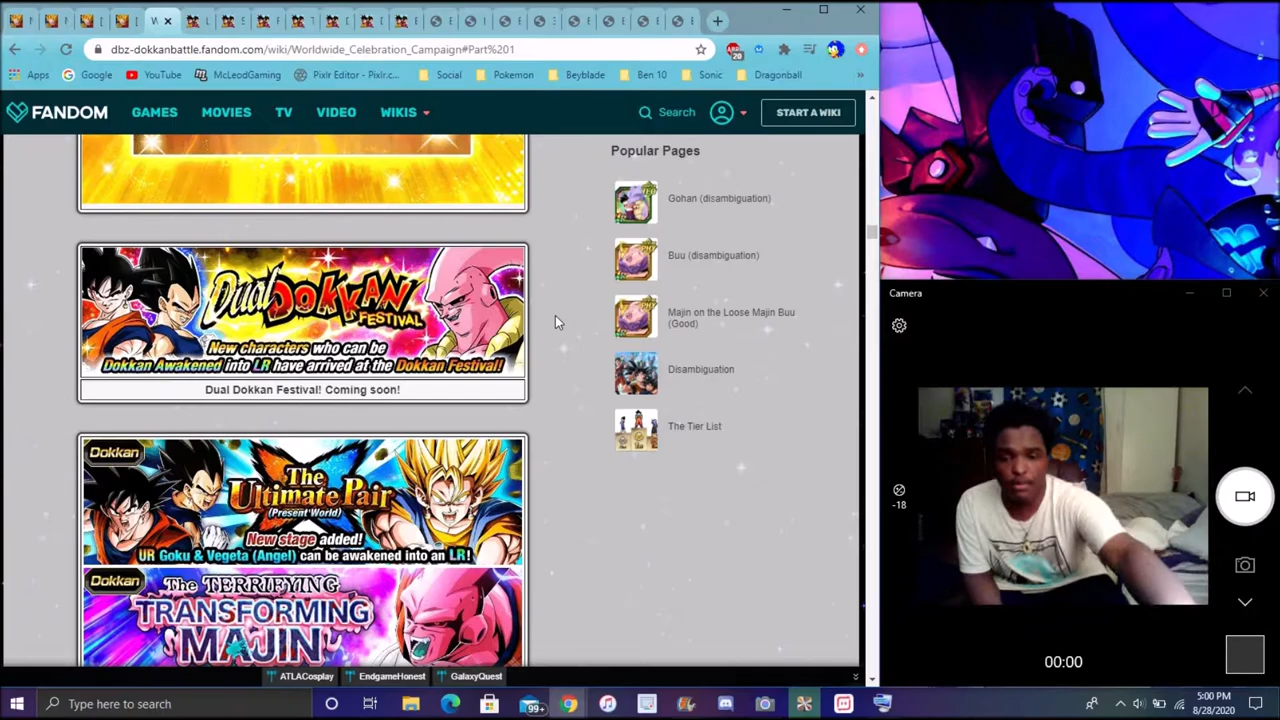 dbz-dokkanbattle.fandom.com/wiki/Worldwide_Celebration_Campaign#Part%201
ABP
20
Apps
Google
YouTube
McLeodGaming
Pixlr Editor - Pixlr.c...
Social
Pokemon
Beyblade
Ben 10
Sonic
Dragonball
»
FANDOM
GAMES
MOVIES
TV
VIDEO
WIKIS
Search
START A WIKI
Popular Pages
Gohan (disambiguation)
Buu (disambiguation)
Majin on the Loose Majin Buu
(Good)
Disambiguation
The Tier List
Dual DOKKAN
FESTIVAL
New characters who can be
Dokkan Awakened into LR have arrived at the Dokkan Festival!
Dual Dokkan Festival! Coming soon!
Dokkan
The
Ultimate Pair
(Present World)
New stage added!
UR Goku & Vegeta (Angel) can be awakened into an LR!
Dokkan
The TERRIFYING
TRANSFORMING
MAJIN
ATLACosplay
EndgameHonest
GalaxyQuest
Camera
-18
00:00
Type here to search
99+
5:00 PM
8/28/2020